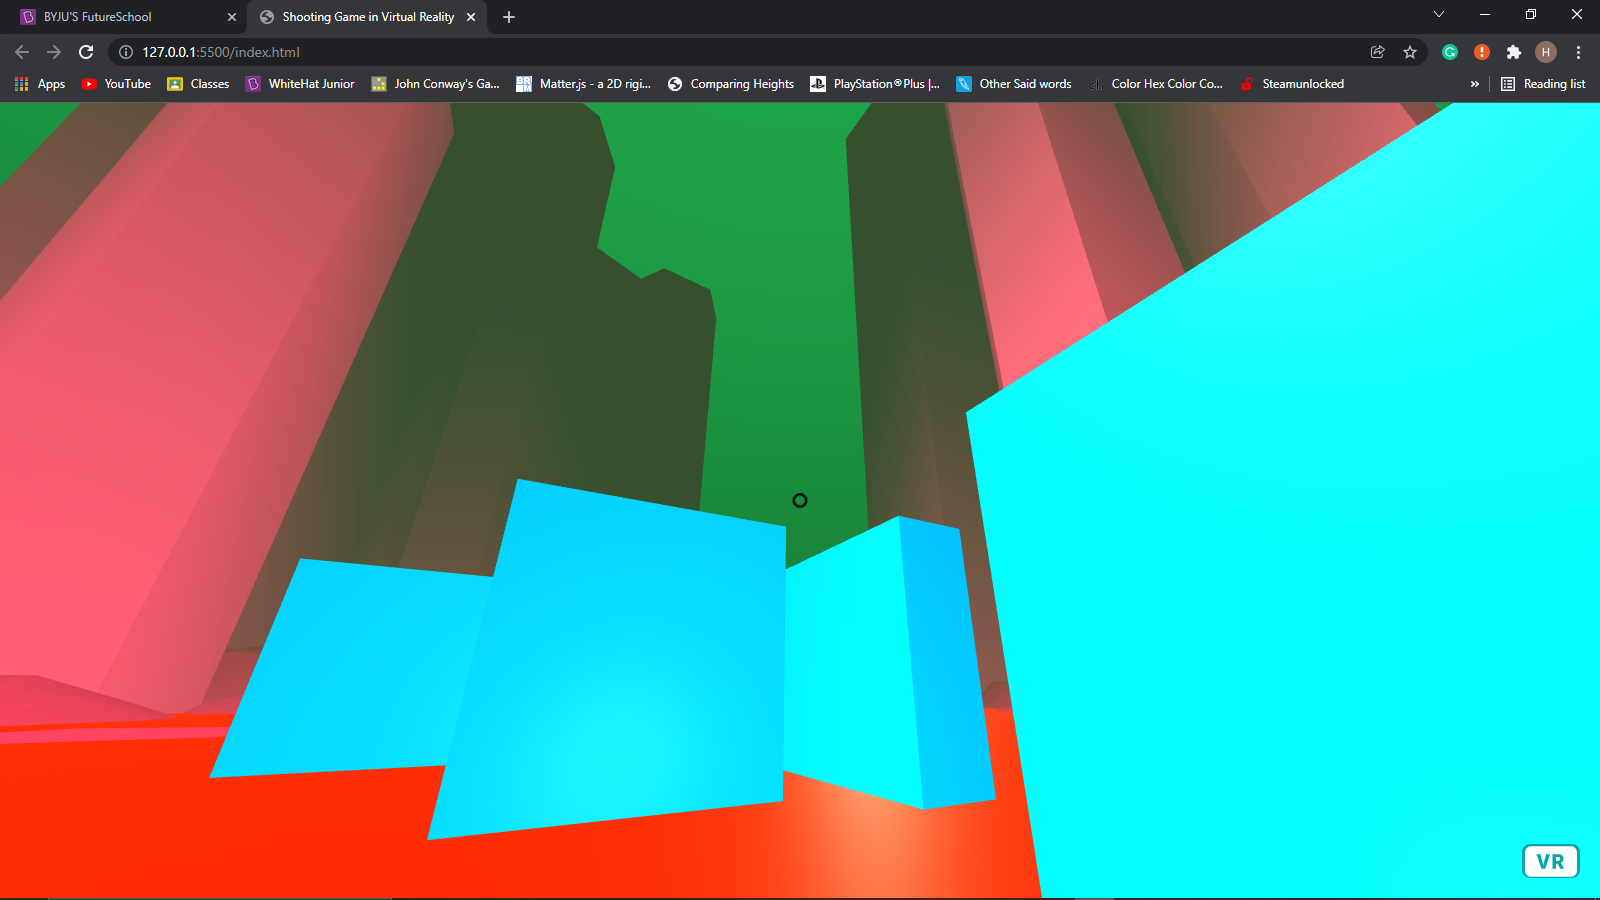 BYJU'S FutureSchool
Shooting Game in Virtual Reality
127.0.0.1:5500/index.html
H
Apps
YouTube
Classes
WhiteHat Junior
John Conway's Ga...
BRM
Matter.js - a 2D rigi...
Comparing Heights
PlayStation®Plus |...
Other Said words
ch
Color Hex Color Co...
Steamunlocked
»
Reading list
VR